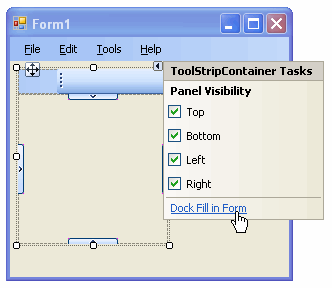 Form1
File Edit Tools Help
ToolStripContainer Tasks
Panel Visibility
Top
Bottom
Left
Right
Dock Fill in Form